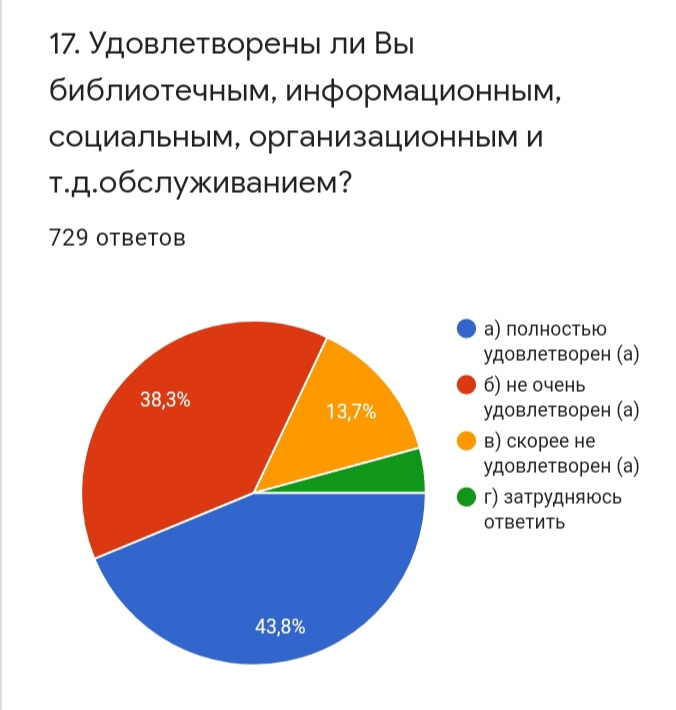 17. Удовлетворены ли Вы
библиотечным, информационным,
социальным, организационным и
т.д.обслуживанием?
729 ответов
а) полностью
удовлетворен (а)
б) не очень
удовлетворен (а)
в) скорее не
удовлетворен (а)
г) затрудняюсь
ответить
38,3%
13,7%
43,8%